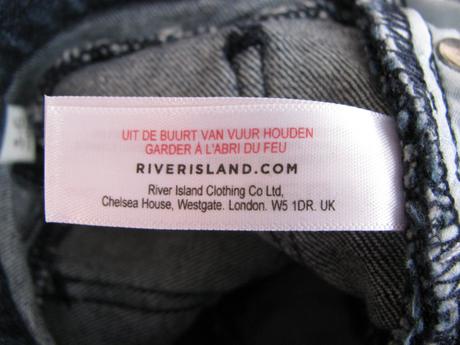 UIT DE BUURT VAN VUUR HOUDEN
GARDER À L'ABRI DU FEU
RIVERISLAND.COM
River Island Clothing Co Ltd,
Chelsea House, Westgate. London. W5 1DR. UK